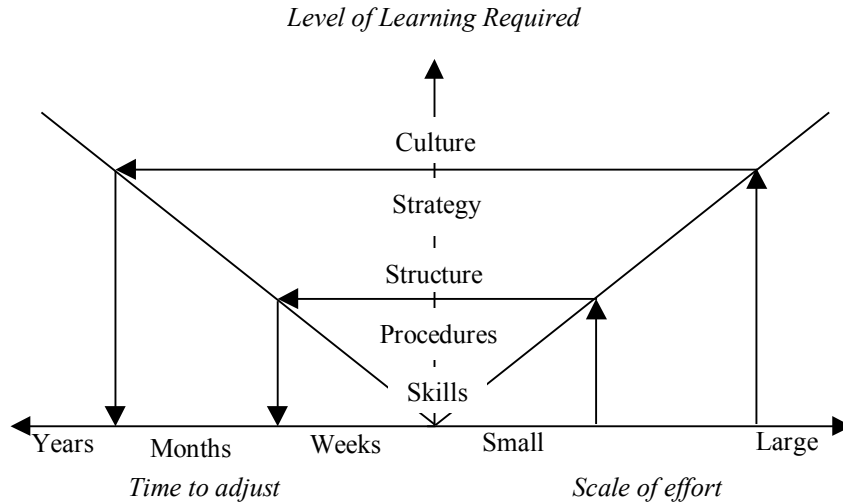 Level of Learning Required
Culture
Strategy
Structure
Procedures
Skills
Years Months Weeks Small Large
Time to adjust Scale of effort